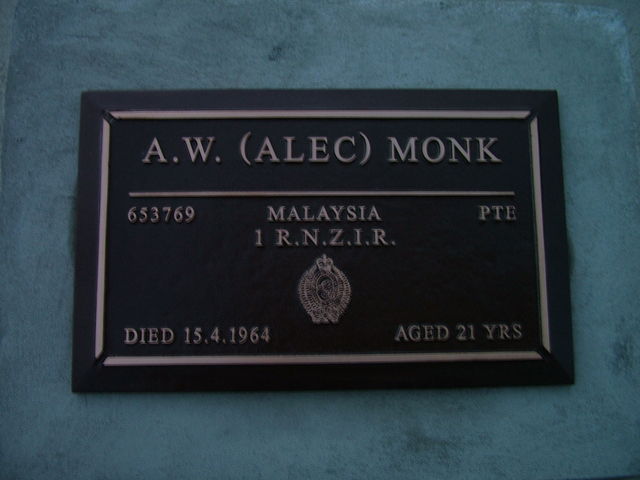 A.W. (ALEC) MONK
653769 MALAYSIA PTE
1 R.N.Z.I.R.
DIED 15.4.1964 AGED 21 YRS